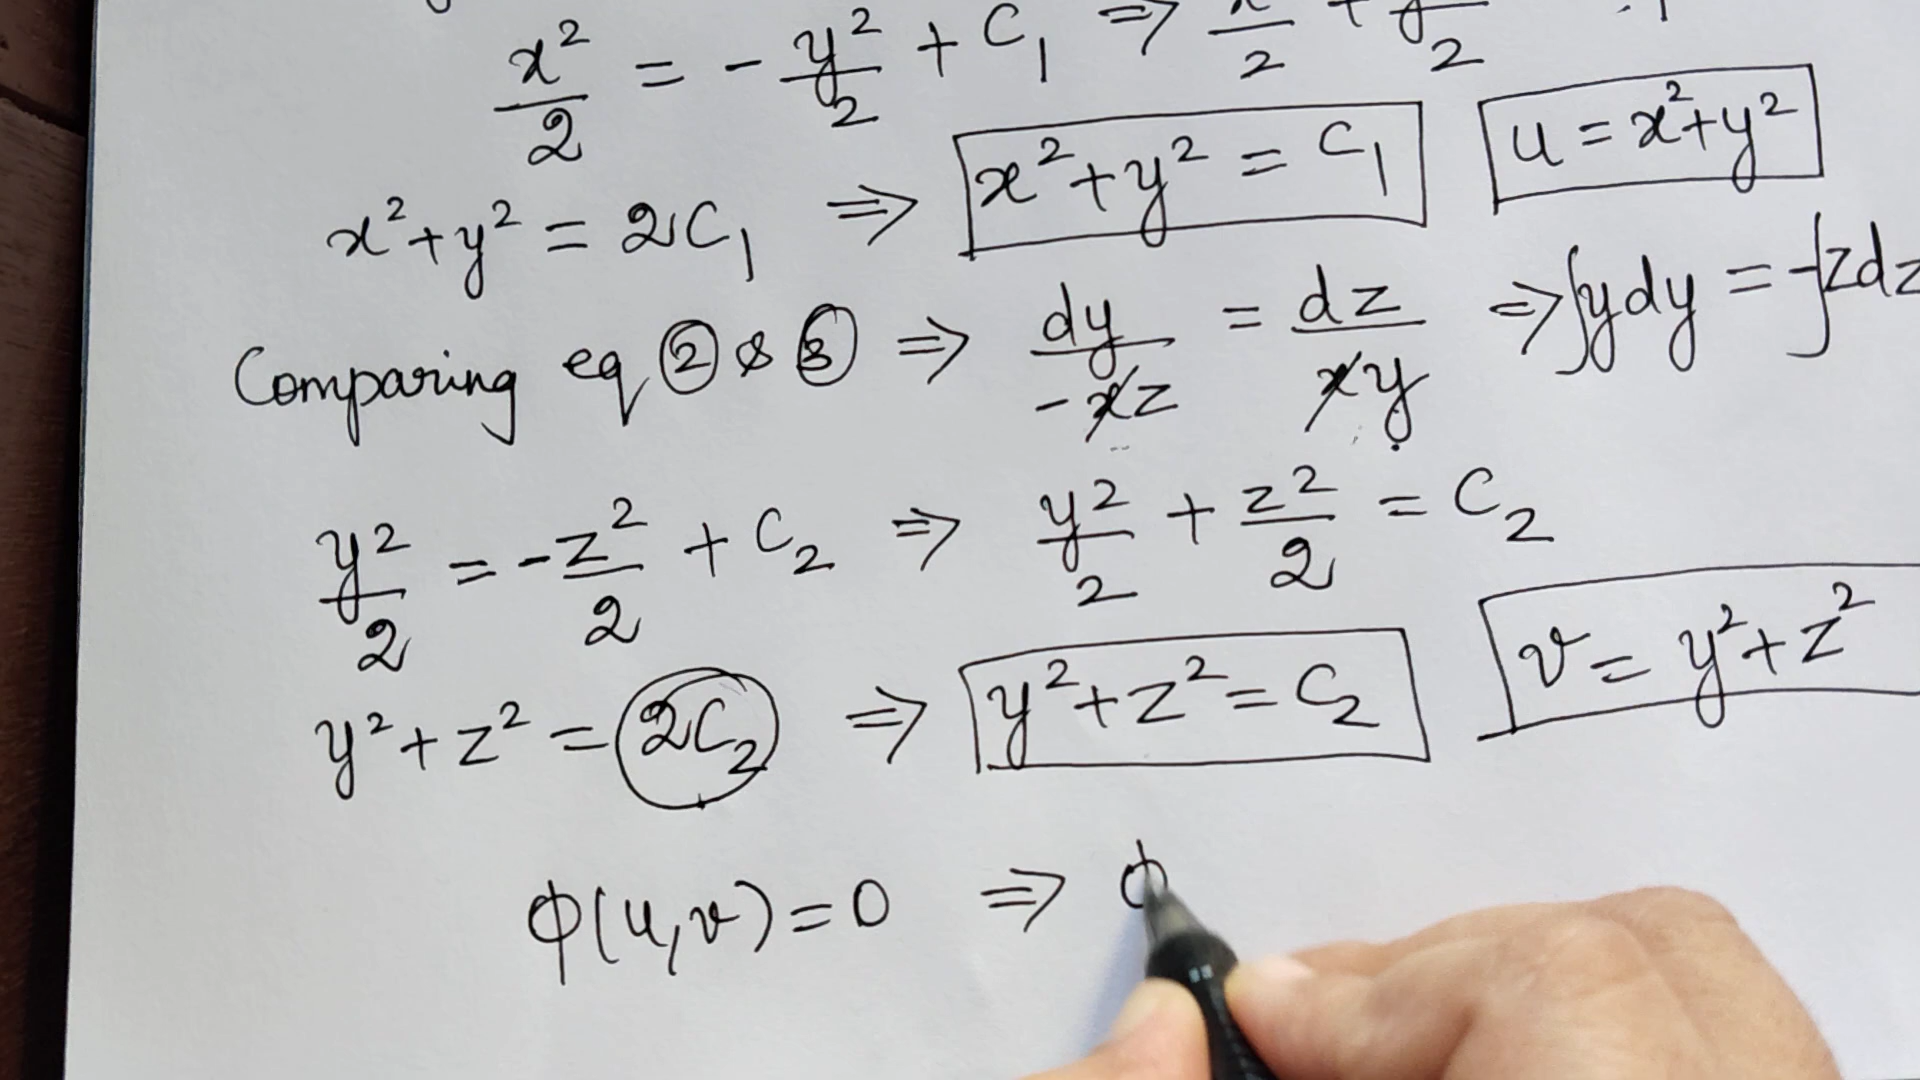 x²/2 = - y²/2 + C₁ ⇒ x/2 + y/2
x²+y² = 2C₁ ⇒ x²+y² = C₁ u = x²+y²
Comparing eq ② & ③ ⇒ dy/-xz = dz/xy ⇒ ∫ydy = -∫zdz
y²/2 = -z²/2 + C₂ ⇒ y²/2 + z²/2 = C₂
y²+z² = 2C₂ ⇒ y²+z² = C₂ v = y²+z²
ϕ(u,v)=0 ⇒ ϕ